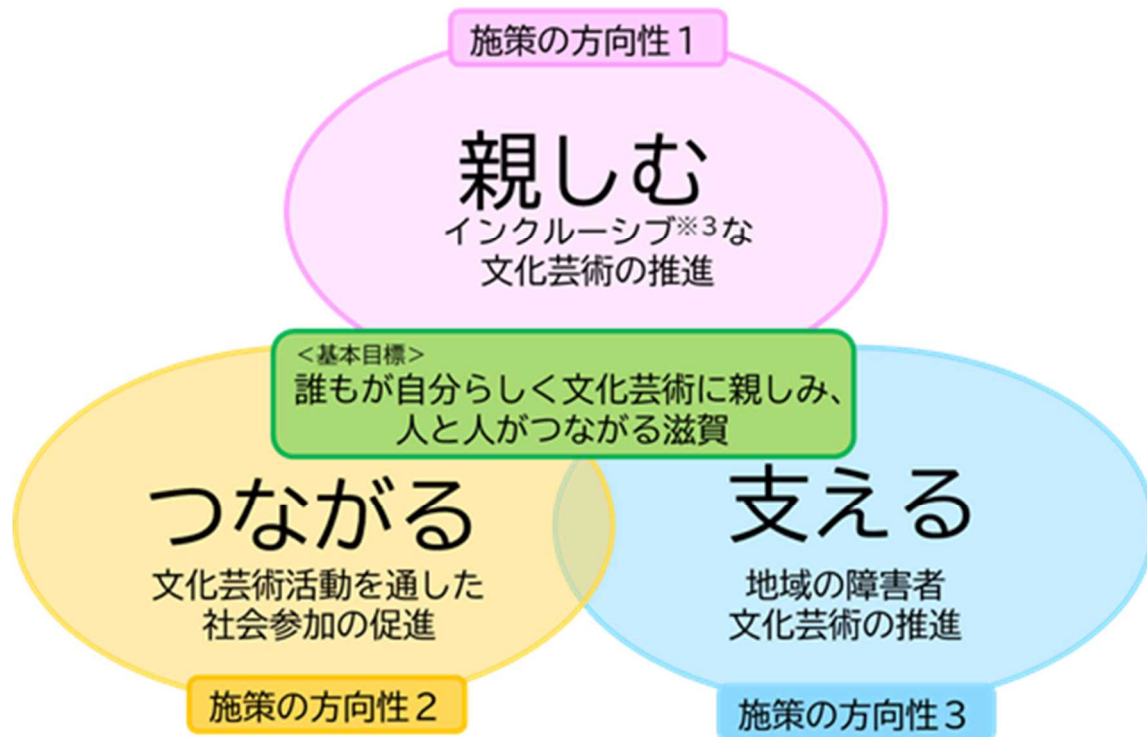 施策の方向性1
親しむ
インクルーシブ※3な
文化芸術の推進
<基本目標>
誰もが自分らしく文化芸術に親しみ、
人と人がつながる滋賀
つながる
文化芸術活動を通した
社会参加の促進
施策の方向性2
支える
地域の障害者
文化芸術の推進
施策の方向性3